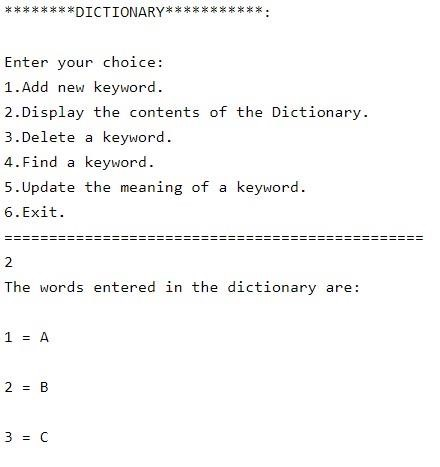 ********DICTIONARY***********:
Enter your choice:
1.Add new keyword.
2.Display the contents of the Dictionary.
3.Delete a keyword.
4.Find a keyword.
5.Update the meaning of a keyword.
6.Exit.
===============================================
2
The words entered in the dictionary are:
1 = A
2 = B
3 = C